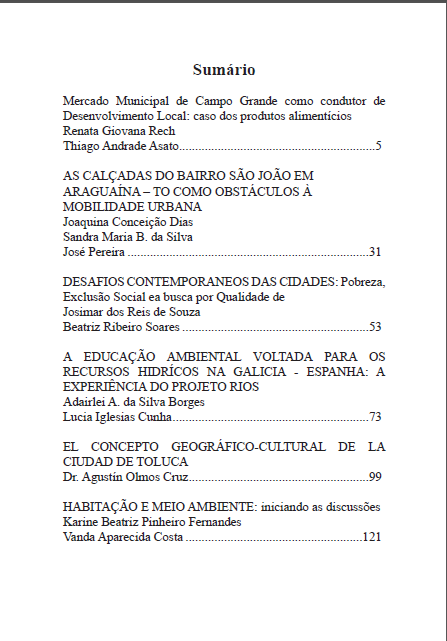 Sumário
Mercado Municipal de Campo Grande como condutor de
Desenvolvimento Local: caso dos produtos alimentícios
Renata Giovana Rech
Thiago Andrade Asato...............................................................5
AS CALÇADAS DO BAIRRO SÃO JOÃO EM
ARAGUAÍNA – TO COMO OBSTÁCULOS À
MOBILIDADE URBANA
Joaquina Conceição Dias
Sandra Maria B. da Silva
José Pereira .............................................................................31
DESAFIOS CONTEMPORANEOS DAS CIDADES: Pobreza,
Exclusão Social ea busca por Qualidade de
Josimar dos Reis de Souza
Beatriz Ribeiro Soares ............................................................53
A EDUCAÇÃO AMBIENTAL VOLTADA PARA OS
RECURSOS HIDRÍCOS NA GALICIA - ESPANHA: A
EXPERIÊNCIA DO PROJETO RIOS
Adairlei A. da Silva Borges
Lucia Iglesias Cunha...............................................................73
EL CONCEPTO GEOGRÁFICO-CULTURAL DE LA
CIUDAD DE TOLUCA
Dr. Agustín Olmos Cruz..........................................................99
HABITAÇÃO E MEIO AMBIENTE: iniciando as discussões
Karine Beatriz Pinheiro Fernandes
Vanda Aparecida Costa .........................................................121